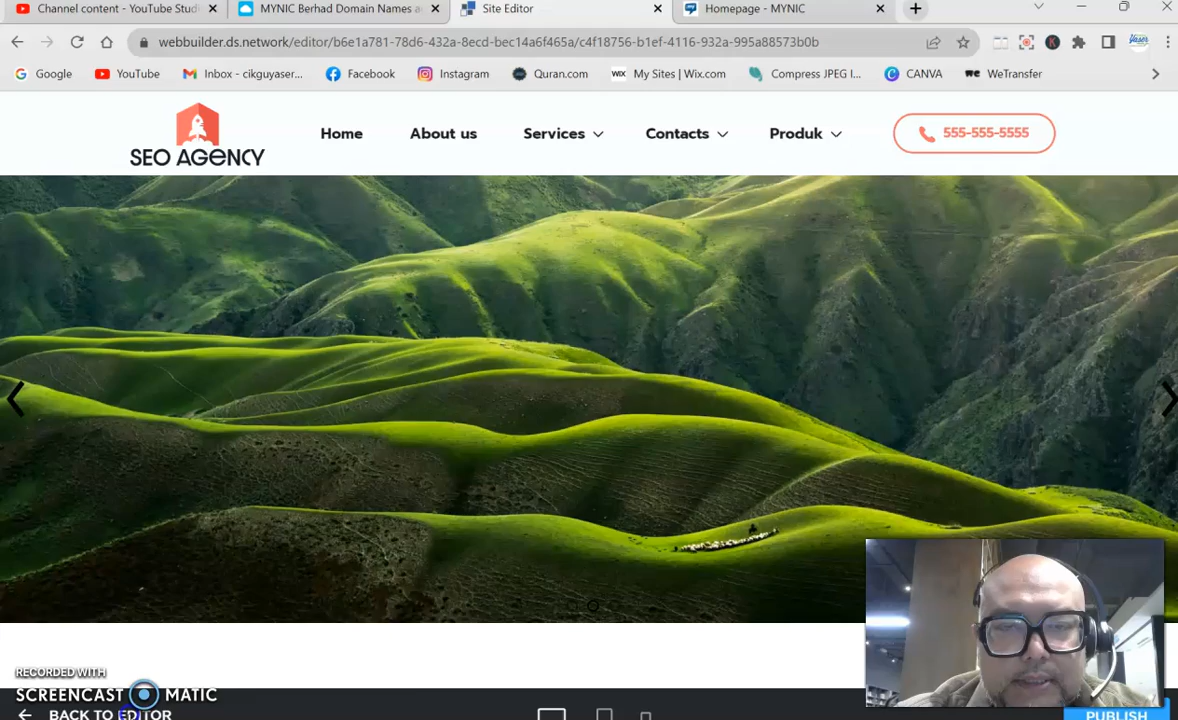 Channel content - YouTube Stud
MYNIC Berhad Domain Names a
Site Editor
Homepage - MYNIC
webbuilder.ds.network/editor/b6e1a781-78d6-432a-8ecd-bec14a6f465a/c4f18756-b1ef-4116-932a-995a88573b0b
Google
YouTube
Inbox - cikguyaser...
Facebook
Instagram
Quran.com
WIX My Sites | Wix.com
Compress JPEG I...
CANVA
we WeTransfer
SEO AGENCY
Home
About us
Services
Contacts
Produk
555-555-5555
RECORDED WITH
SCREENCAST MATIC
BACK TO EDITOR
PUBLISH